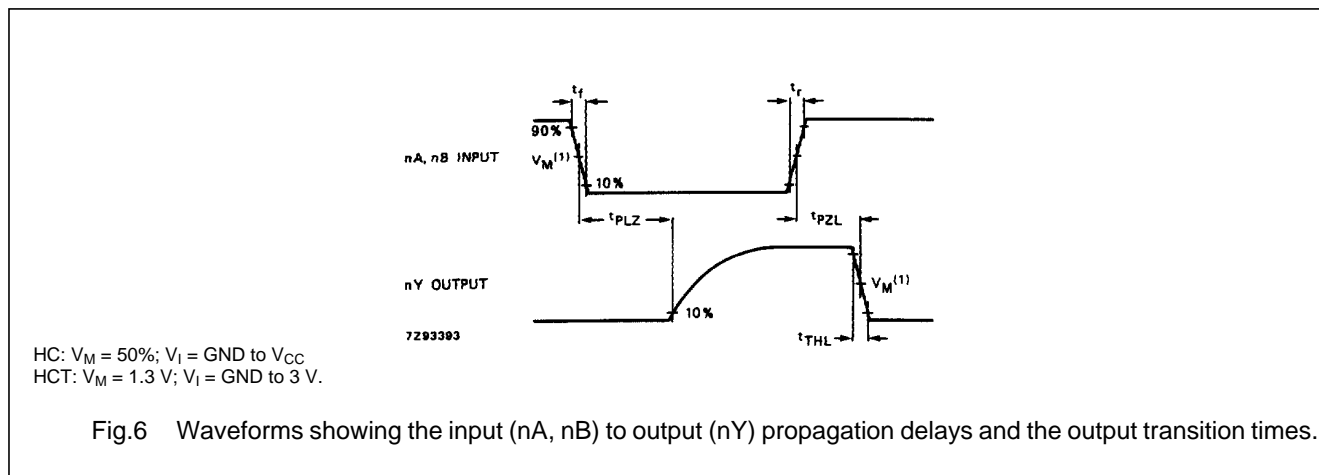 tf
tr
90%
nA, nB INPUT
VM(1)
10%
tPLZ
tPZL
nY OUTPUT
VM(1)
10%
tTHL
7Z93393
HC: VM = 50%; VI = GND to VCC
HCT: VM = 1.3 V; VI = GND to 3 V.
Fig.6 Waveforms showing the input (nA, nB) to output (nY) propagation delays and the output transition times.